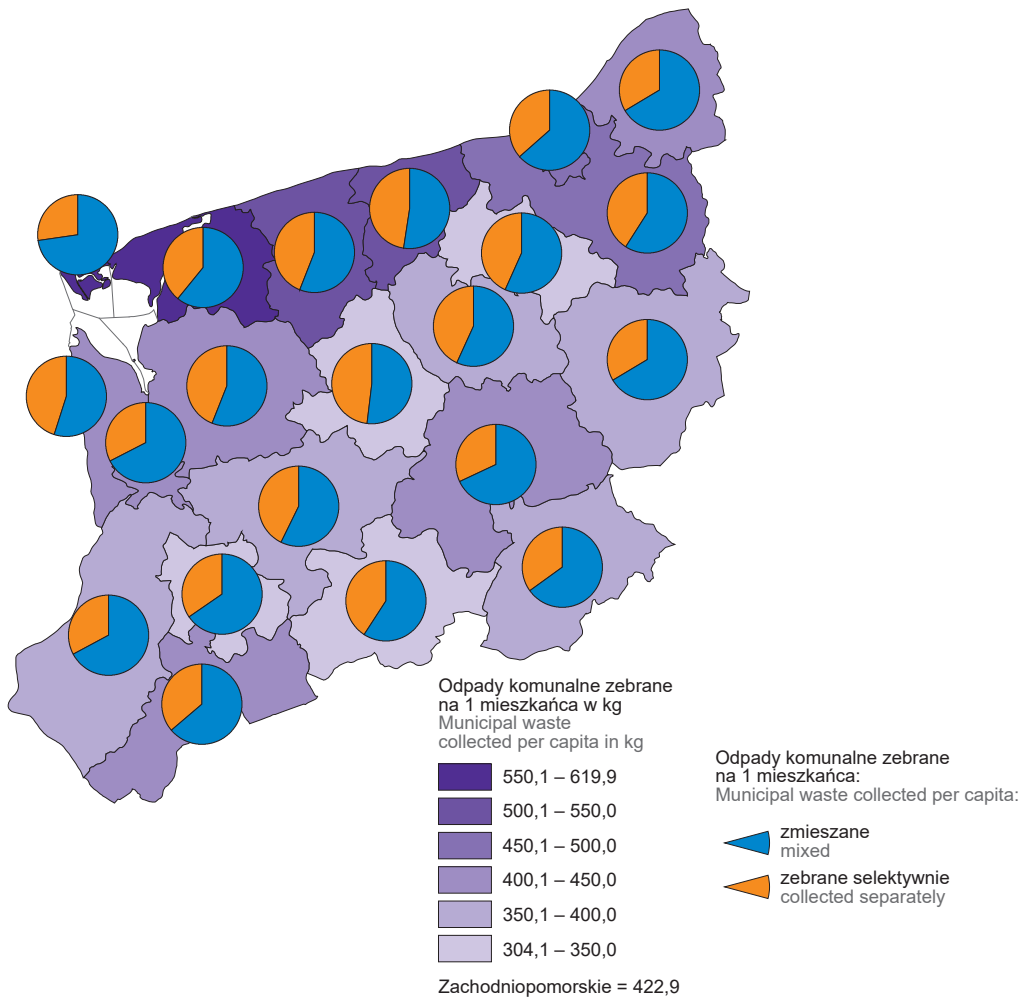 Odpady komunalne zebrane
na 1 mieszkańca w kg
Municipal waste
collected per capita in kg
550,1 – 619,9
500,1 – 550,0
450,1 – 500,0
400,1 – 450,0
350,1 – 400,0
304,1 – 350,0
Zachodniopomorskie = 422,9
Odpady komunalne zebrane
na 1 mieszkańca:
Municipal waste collected per capita:
zmieszane
mixed
zebrane selektywnie
collected separately